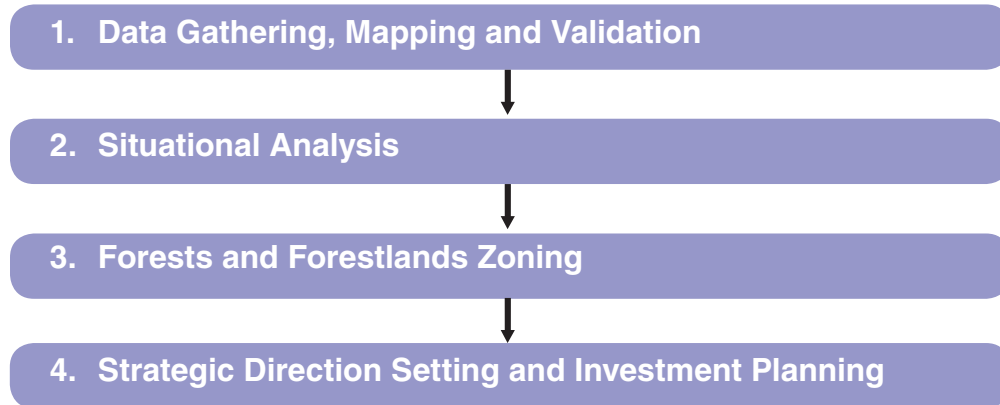 1. Data Gathering, Mapping and Validation
2. Situational Analysis
3. Forests and Forestlands Zoning
4. Strategic Direction Setting and Investment Planning